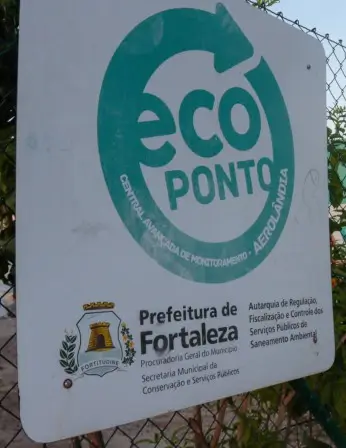 eco
PONTO
CENTRAL AVANÇADA DE MONITORAMENTO - AEROLÂNDIA
FORTITUDINE
Prefeitura de
Fortaleza
Procuradoria Geral do Município
Secretaria Municipal da
Conservação e Serviços Públicos
Autarquia de Regulação,
Fiscalização e Controle dos
Serviços Públicos de
Saneamento Ambiental